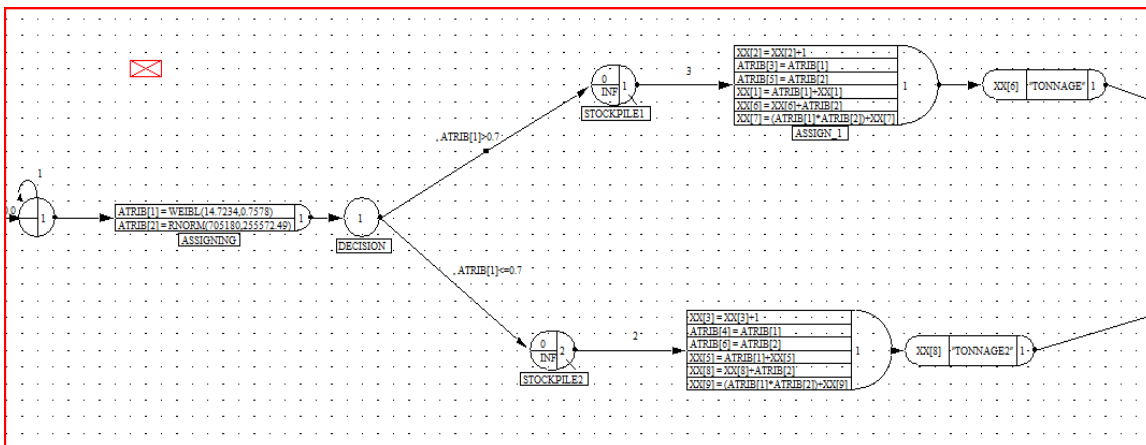 0
INF
1
STOCKPILE1
3
XX[2] = XX[2]+1
ATRIB[3] = ATRIB[1]
ATRIB[5] = ATRIB[2]
XX[1] = ATRIB[1]+XX[1]
XX[6] = XX[6]+ATRIB[2]
XX[7] = (ATRIB[1]*ATRIB[2])+XX[7]
1
ASSIGN_1
XX[6]
"TONNAGE"
1
, ATRIB[1]>0.7
1
1
ATRIB[1] = WEIBL(14.7234,0.7578)
ATRIB[2] = RNORM(705180,255572.49)
1
ASSIGNING
1
DECISION
, ATRIB[1]<=0.7
0
INF
2
STOCKPILE2
2
XX[3] = XX[3]+1
ATRIB[4] = ATRIB[1]
ATRIB[6] = ATRIB[2]
XX[5] = ATRIB[1]+XX[5]
XX[8] = XX[8]+ATRIB[2]
XX[9] = (ATRIB[1]*ATRIB[2])+XX[9]
1
XX[8]
"TONNAGE2"
1